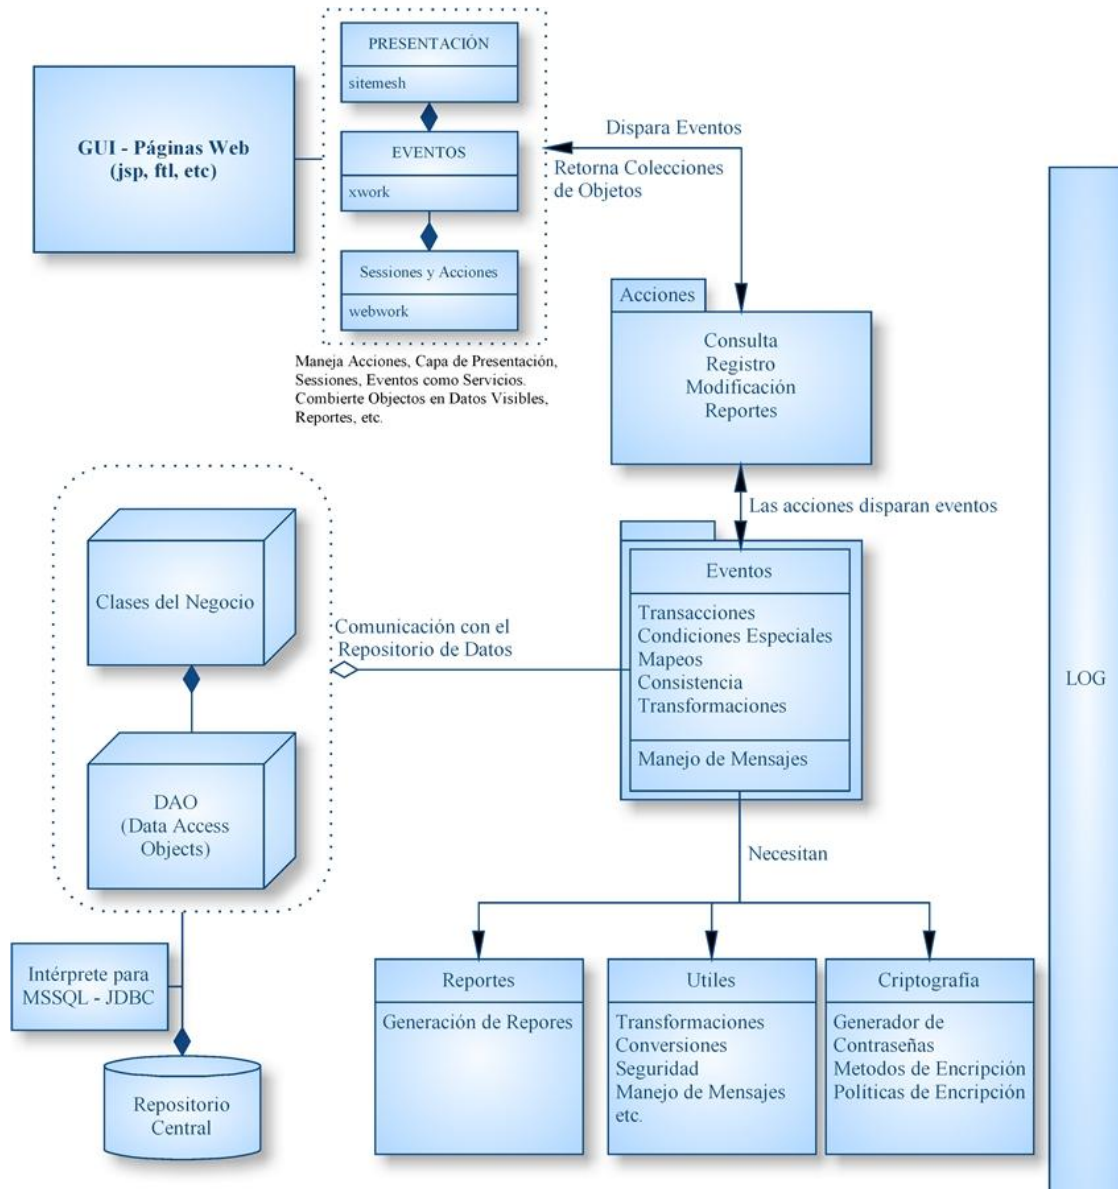 PRESENTACIÓN
sitemesh
GUI - Páginas Web
(jsp, ftl, etc)
EVENTOS
xwork
Sessiones y Acciones
webwork
Maneja Acciones, Capa de Presentación,
Sessiones, Eventos como Servicios.
Combierte Objectos en Datos Visibles,
Reportes, etc.
Dispara Eventos
Retorna Colecciones
de Objetos
Acciones
Consulta
Registro
Modificación
Reportes
Las acciones disparan eventos
Eventos
Transacciones
Condiciones Especiales
Mapeos
Consistencia
Transformaciones
Manejo de Mensajes
Comunicación con el
Repositorio de Datos
Clases del Negocio
DAO
(Data Access
Objects)
Intérprete para
MSSQL - JDBC
Repositorio
Central
Necesitan
Reportes
Generación de Repores
Utiles
Transformaciones
Conversiones
Seguridad
Manejo de Mensajes
etc.
Criptografía
Generador de
Contraseñas
Metodos de Encripción
Políticas de Encripción
LOG